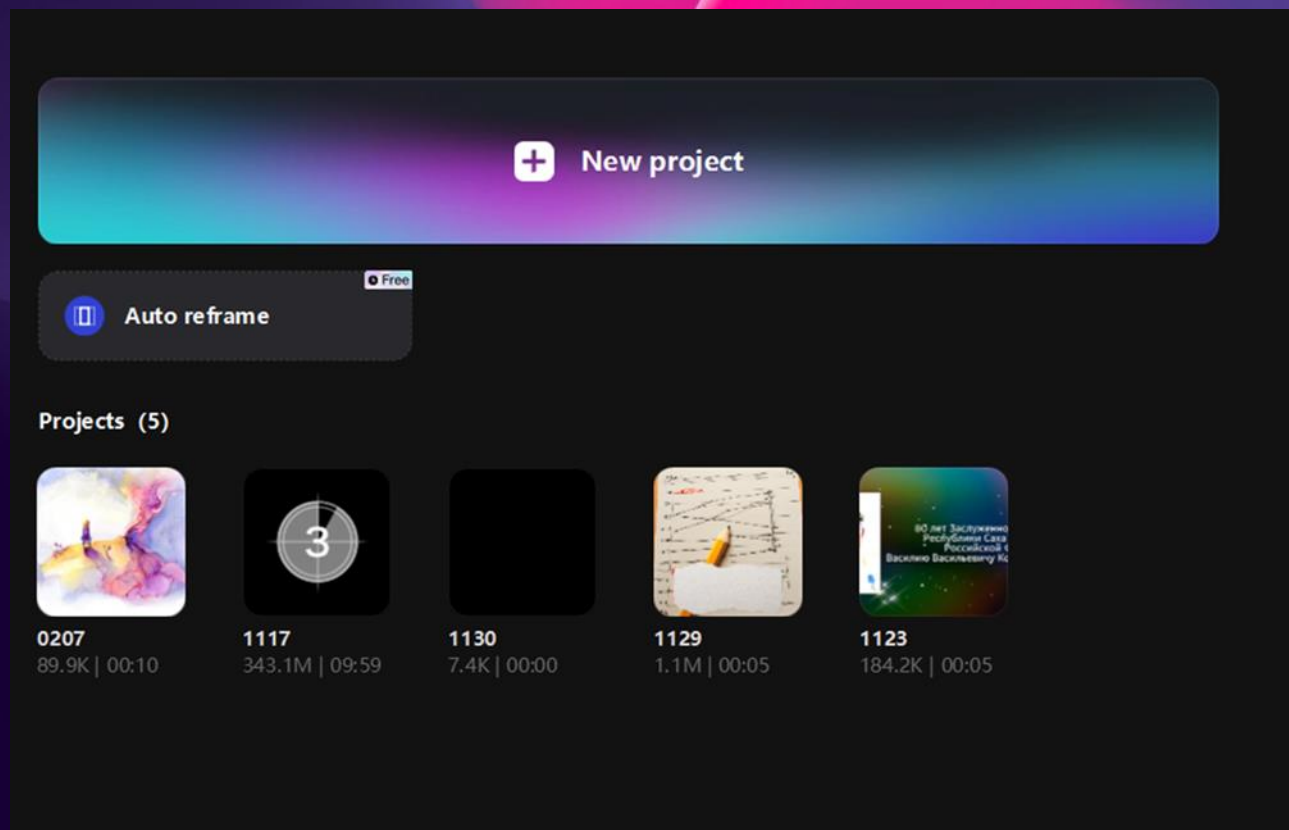 New project
Free
Auto reframe
Projects (5)
3
80 лет
Республики Саха
Российской
Василию Васильевичу
0207
89.9K | 00:10
1117
343.1M | 09:59
1130
7.4K | 00:00
1129
1.1M | 00:05
1123
184.2K | 00:05